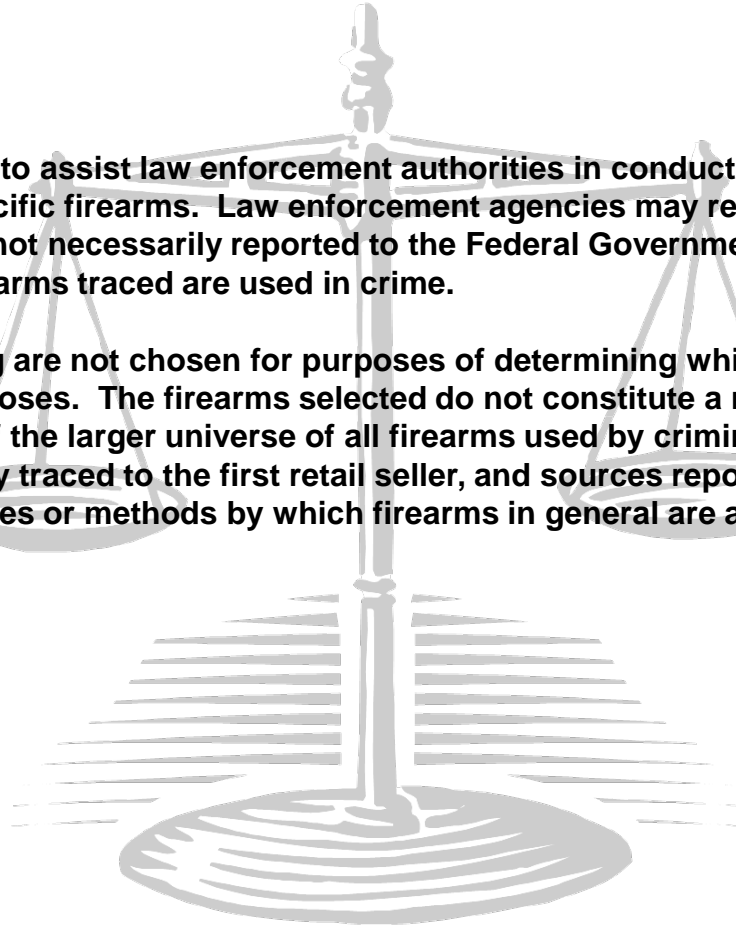 to assist law enforcement authorities in conduct
cific firearms. Law enforcement agencies may re
not necessarily reported to the Federal Governme
arms traced are used in crime.
g are not chosen for purposes of determining whi
oses. The firearms selected do not constitute a
the larger universe of all firearms used by crimin
y traced to the first retail seller, and sources repo
es or methods by which firearms in general are a